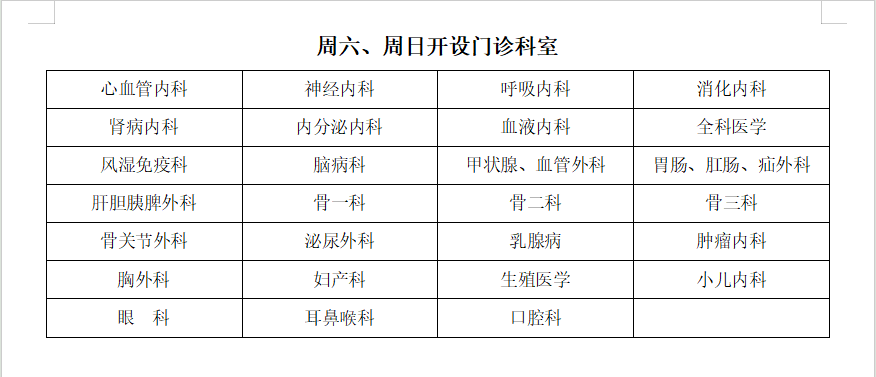 周六、周日开设门诊科室
心血管内科 神经内科 呼吸内科 消化内科
肾病内科 内分泌内科 血液内科 全科医学
风湿免疫科 脑病科 甲状腺、血管外科 胃肠、肛肠、疝外科
肝胆胰脾外科 骨一科 骨二科 骨三科
骨关节外科 泌尿外科 乳腺病 肿瘤内科
胸外科 妇产科 生殖医学 小儿内科
眼　科 耳鼻喉科 口腔科